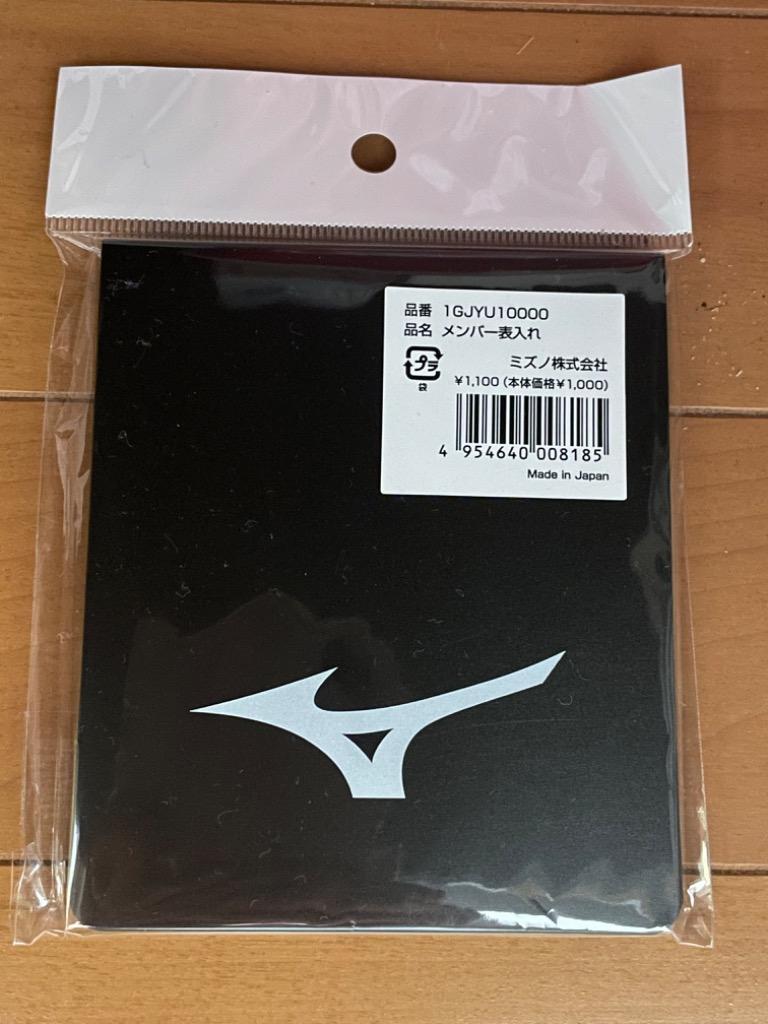 品番 1GJYU10000
品名 メンバー表入れ
プラ
袋
ミズノ株式会社
¥1,100(本体価格¥1,000)
4 954640 008185
Made in Japan